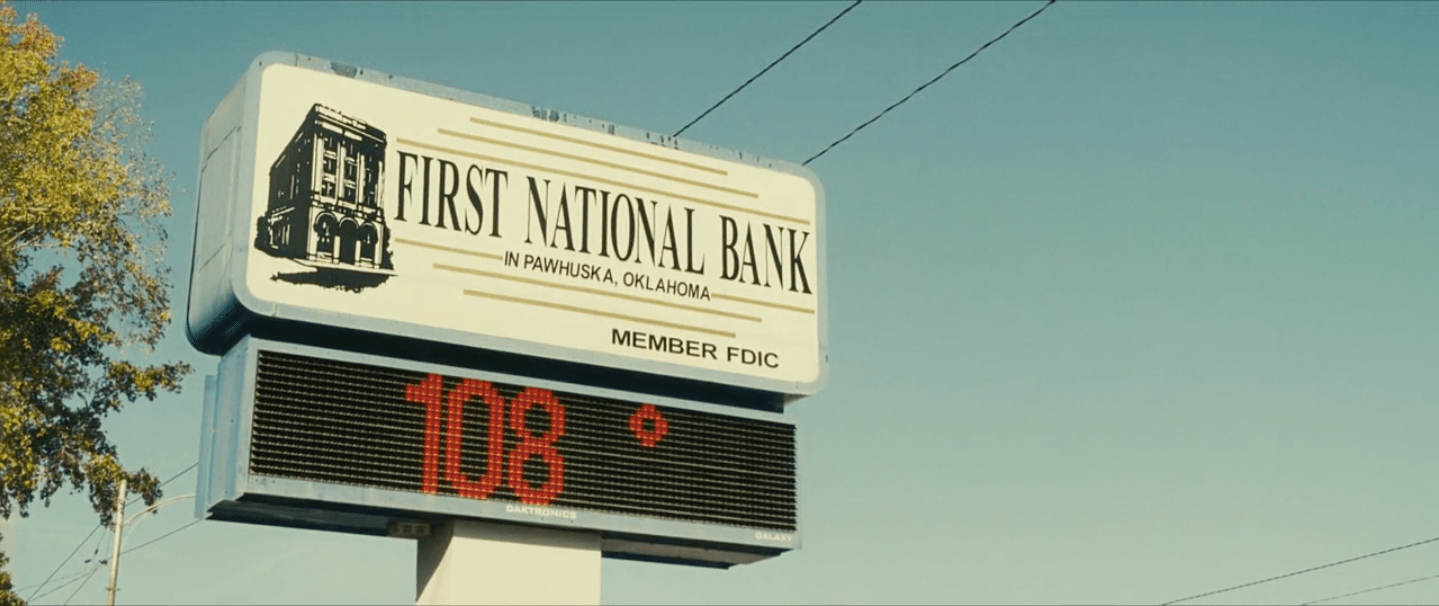 FIRST NATIONAL BANK
IN PAWHUSKA, OKLAHOMA
MEMBER FDIC
108°
DAKTRONICS
GALAXY